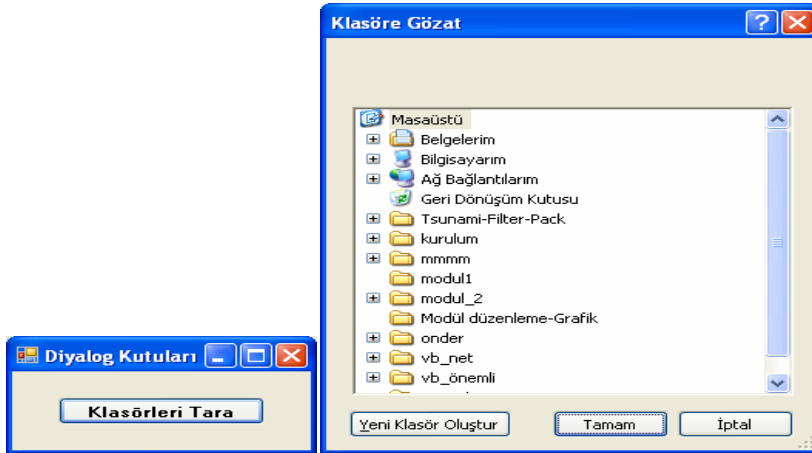 Klasöre Gözat
Masaüstü
Belgelerim
Bilgisayarım
Ağ Bağlantılarım
Geri Dönüşüm Kutusu
Tsunami-Filter-Pack
kurulum
mmmm
modul1
modul_2
Modül düzenleme-Grafik
onder
vb_net
vb_önemli
Yeni Klasör Oluştur
Tamam
İptal
Diyalog Kutuları
Klasörleri Tara